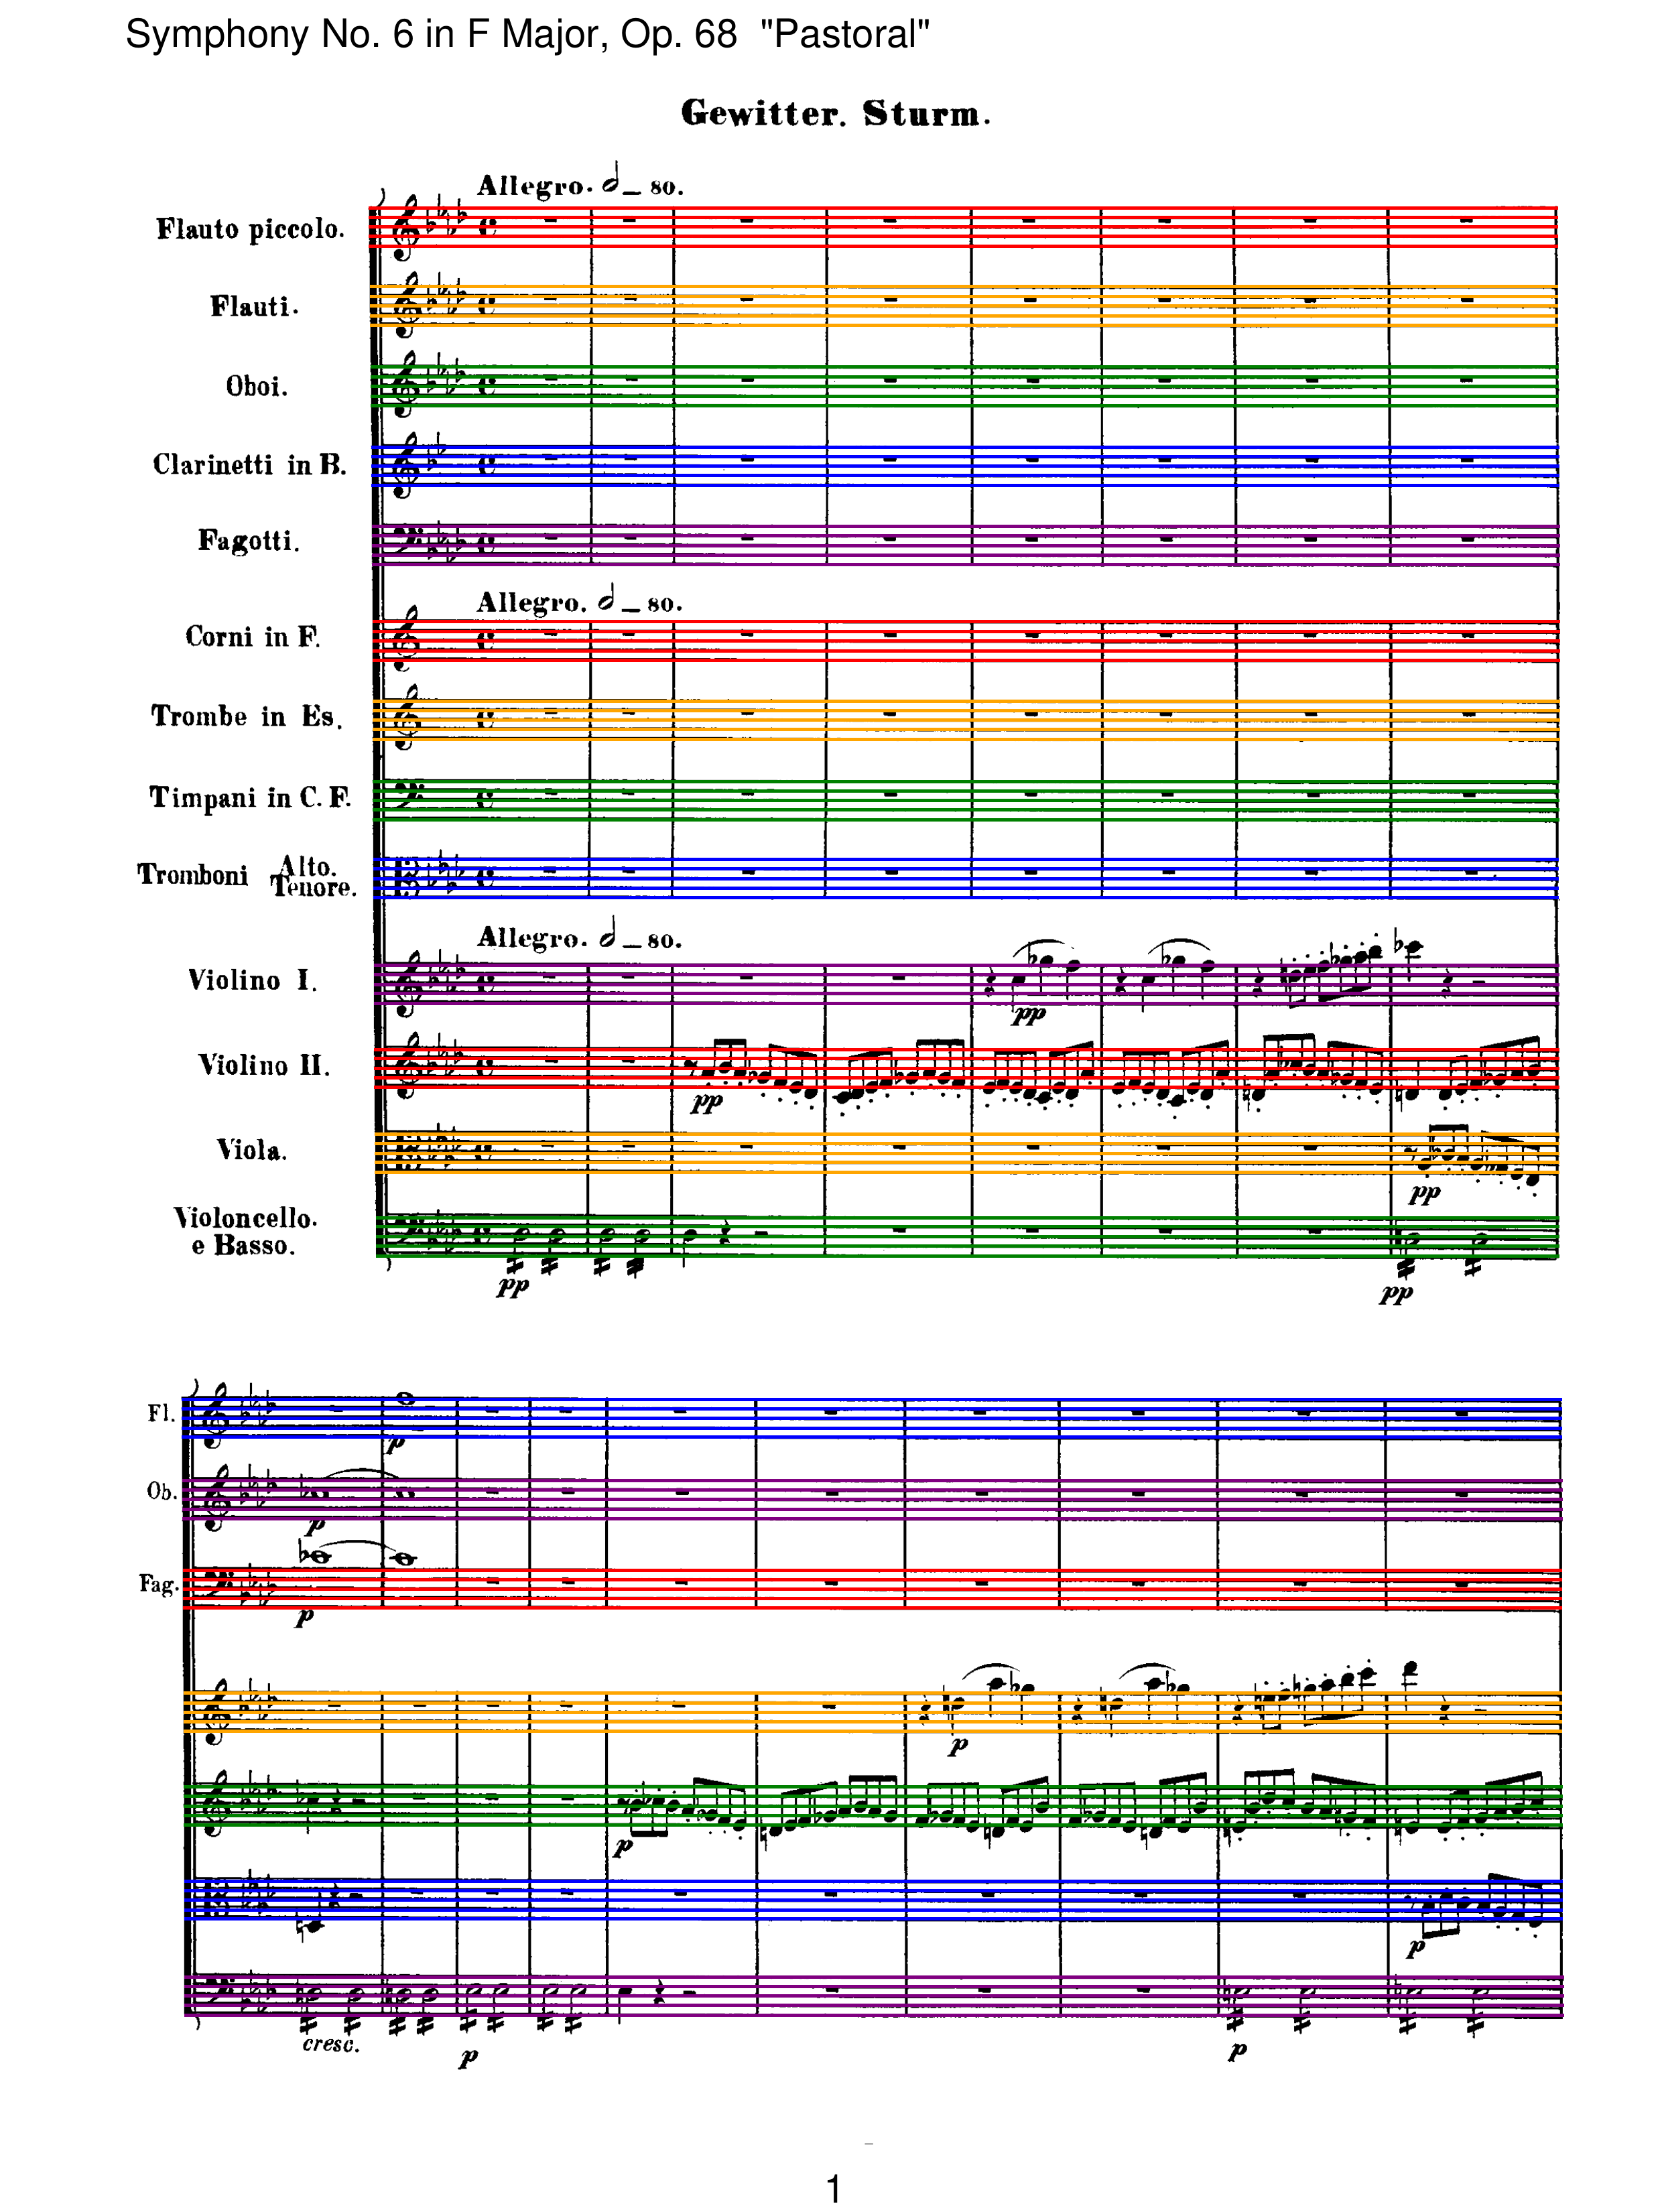 Symphony No. 6 in F Major, Op. 68 "Pastoral"
Gewitter. Sturm.
Allegro. 𝅗𝅥 = 80.
Flauto piccolo.
Flauti.
Oboi.
Clarinetti in B.
Fagotti.
Allegro. 𝅗𝅥 = 80.
Corni in F.
Trombe in Es.
Timpani in C. F.
Tromboni Alto.
Tenore.
Allegro. 𝅗𝅥 = 80.
Violino I.
pp
Violino II.
pp
Viola.
pp
Violoncello.
e Basso.
pp
pp
Fl.
p
Ob.
p
Fag.
p
p
p
p
cresc.
p
p
1